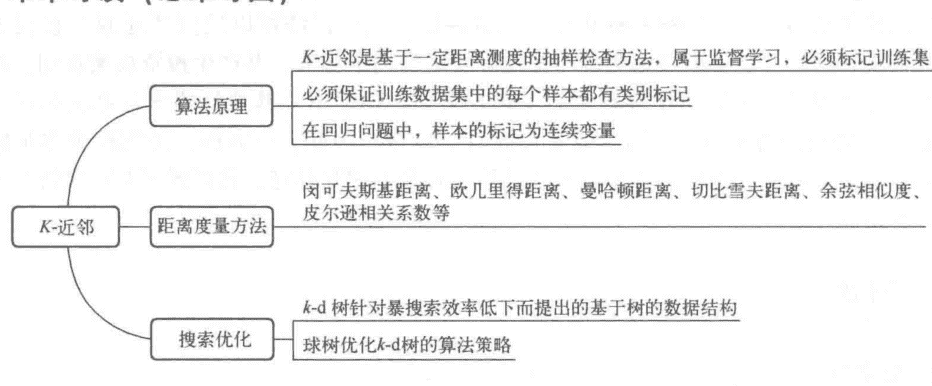 K-近邻
算法原理
K-近邻是基于一定距离测度的抽样检查方法，属于监督学习，必须标记训练集
必须保证训练数据集中的每个样本都有类别标记
在回归问题中，样本的标记为连续变量
距离度量方法
闵可夫斯基距离、欧几里得距离、曼哈顿距离、切比雪夫距离、余弦相似度、
皮尔逊相关系数等
搜索优化
k-d 树针对暴搜索效率低下而提出的基于树的数据结构
球树优化k-d树的算法策略